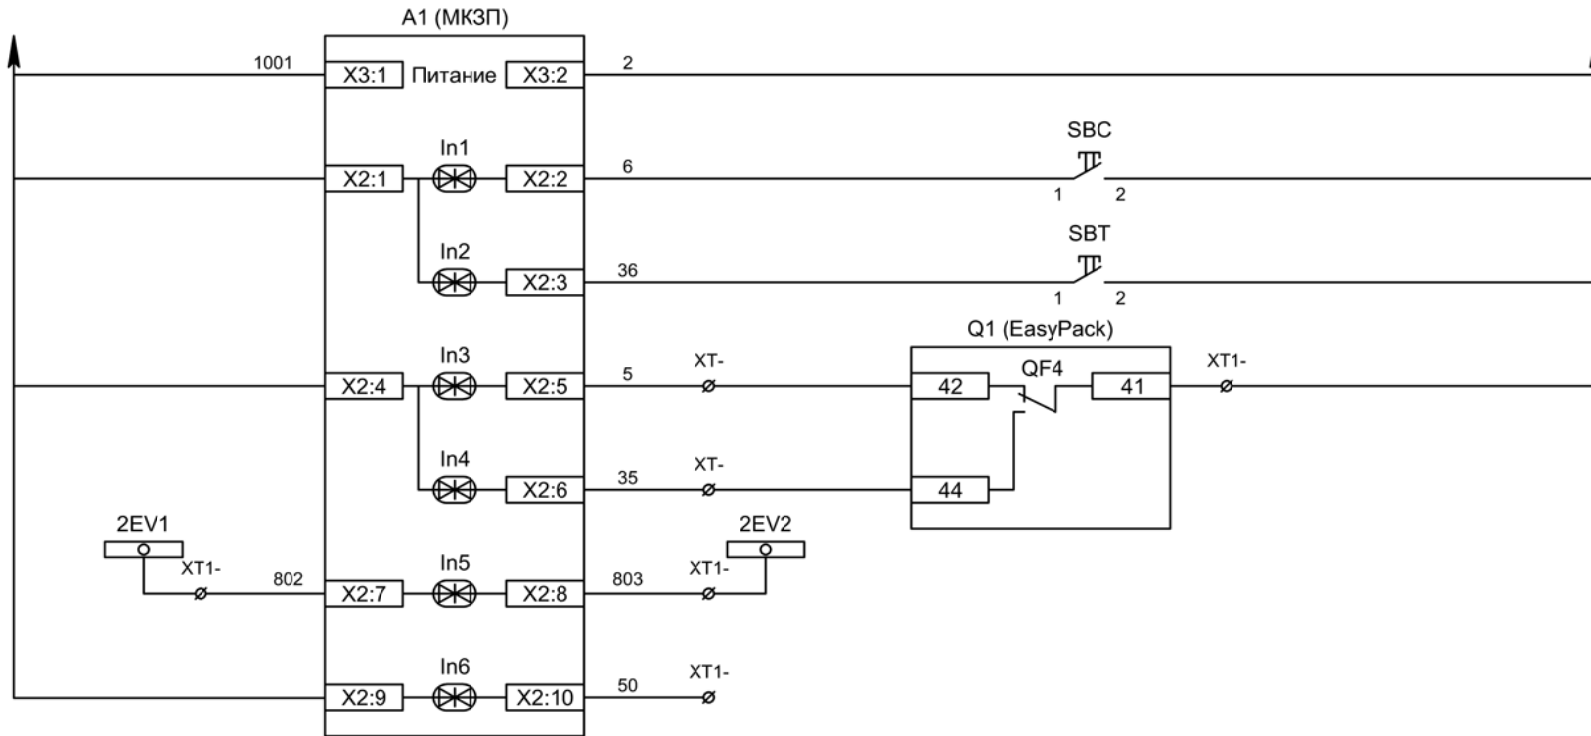 A1 (МКЗП)
1001 X3:1 Питание X3:2 2
In1 SBC
X2:1 X2:2 6 1 2
In2 SBT
X2:3 36 1 2
Q1 (EasyPack)
In3 XT- QF4 XT1-
X2:4 X2:5 5 42 41
In4 XT-
X2:6 35 44
2EV1 2EV2
XT1- In5 XT1-
802 X2:7 X2:8 803
In6 XT1-
X2:9 X2:10 50